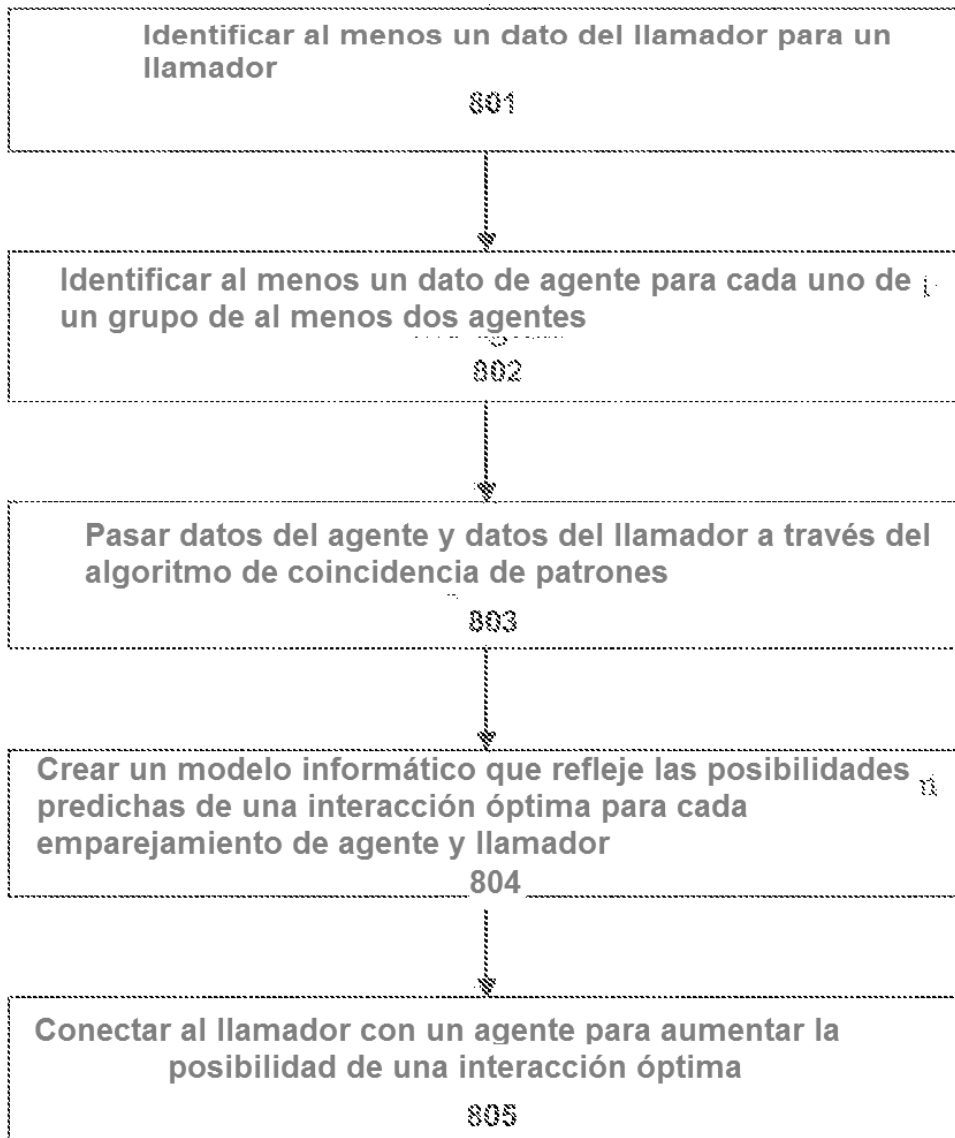 Identificar al menos un dato del llamador para un
llamador
801
Identificar al menos un dato de agente para cada uno de
un grupo de al menos dos agentes
802
Pasar datos del agente y datos del llamador a través del
algoritmo de coincidencia de patrones
803
Crear un modelo informático que refleje las posibilidades
predichas de una interacción óptima para cada
emparejamiento de agente y llamador
804
Conectar al llamador con un agente para aumentar la
posibilidad de una interacción óptima
805